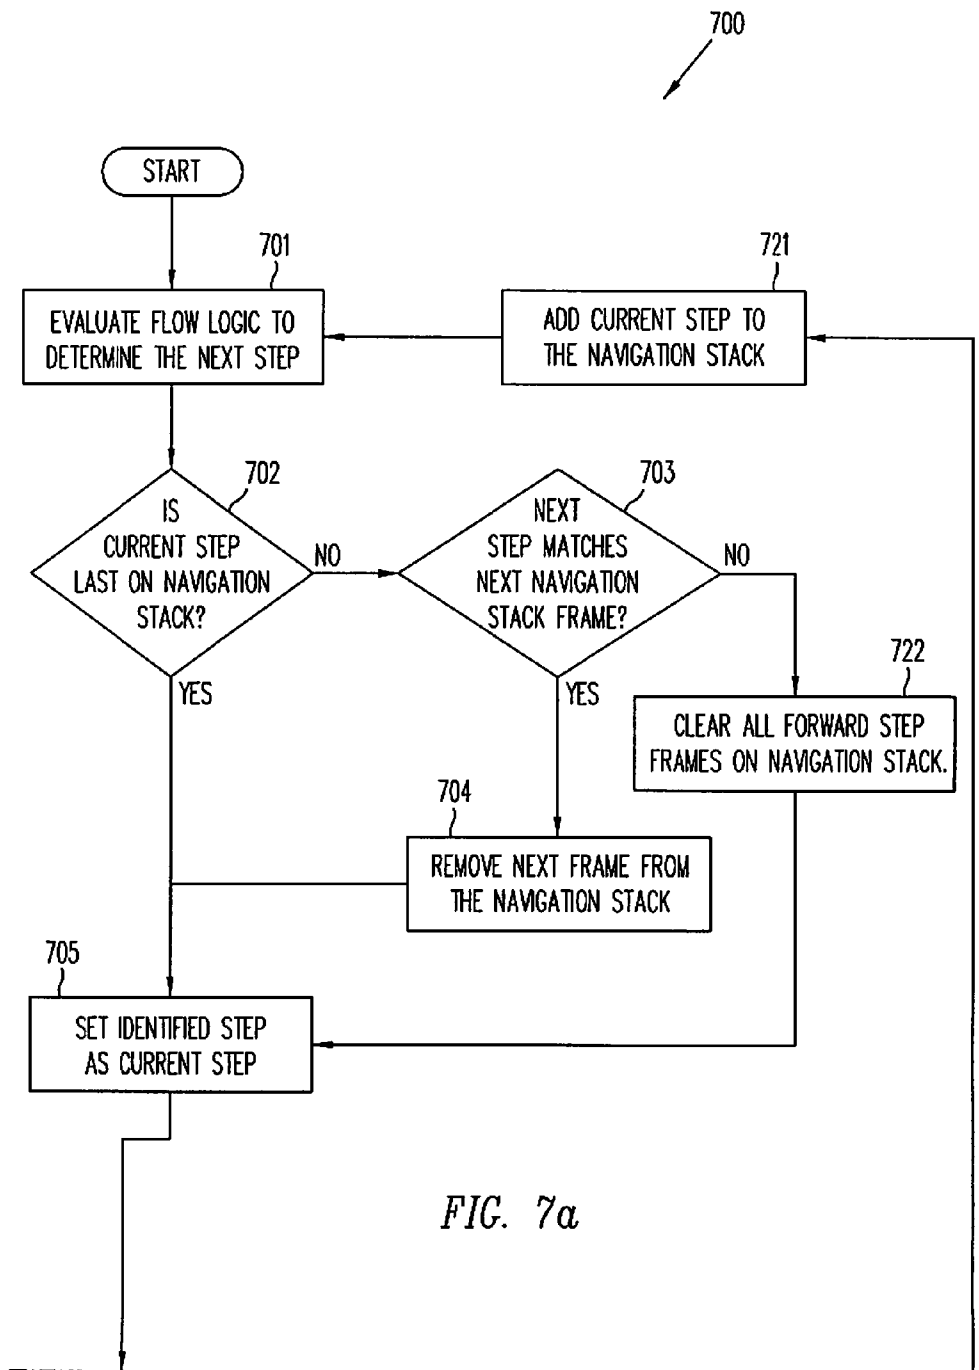 700
START
701
EVALUATE FLOW LOGIC TO
DETERMINE THE NEXT STEP
721
ADD CURRENT STEP TO
THE NAVIGATION STACK
702
IS
CURRENT STEP
LAST ON NAVIGATION
STACK?
NO
YES
703
NEXT
STEP MATCHES
NEXT NAVIGATION
STACK FRAME?
NO
YES
722
CLEAR ALL FORWARD STEP
FRAMES ON NAVIGATION STACK.
704
REMOVE NEXT FRAME FROM
THE NAVIGATION STACK
705
SET IDENTIFIED STEP
AS CURRENT STEP
FIG. 7a